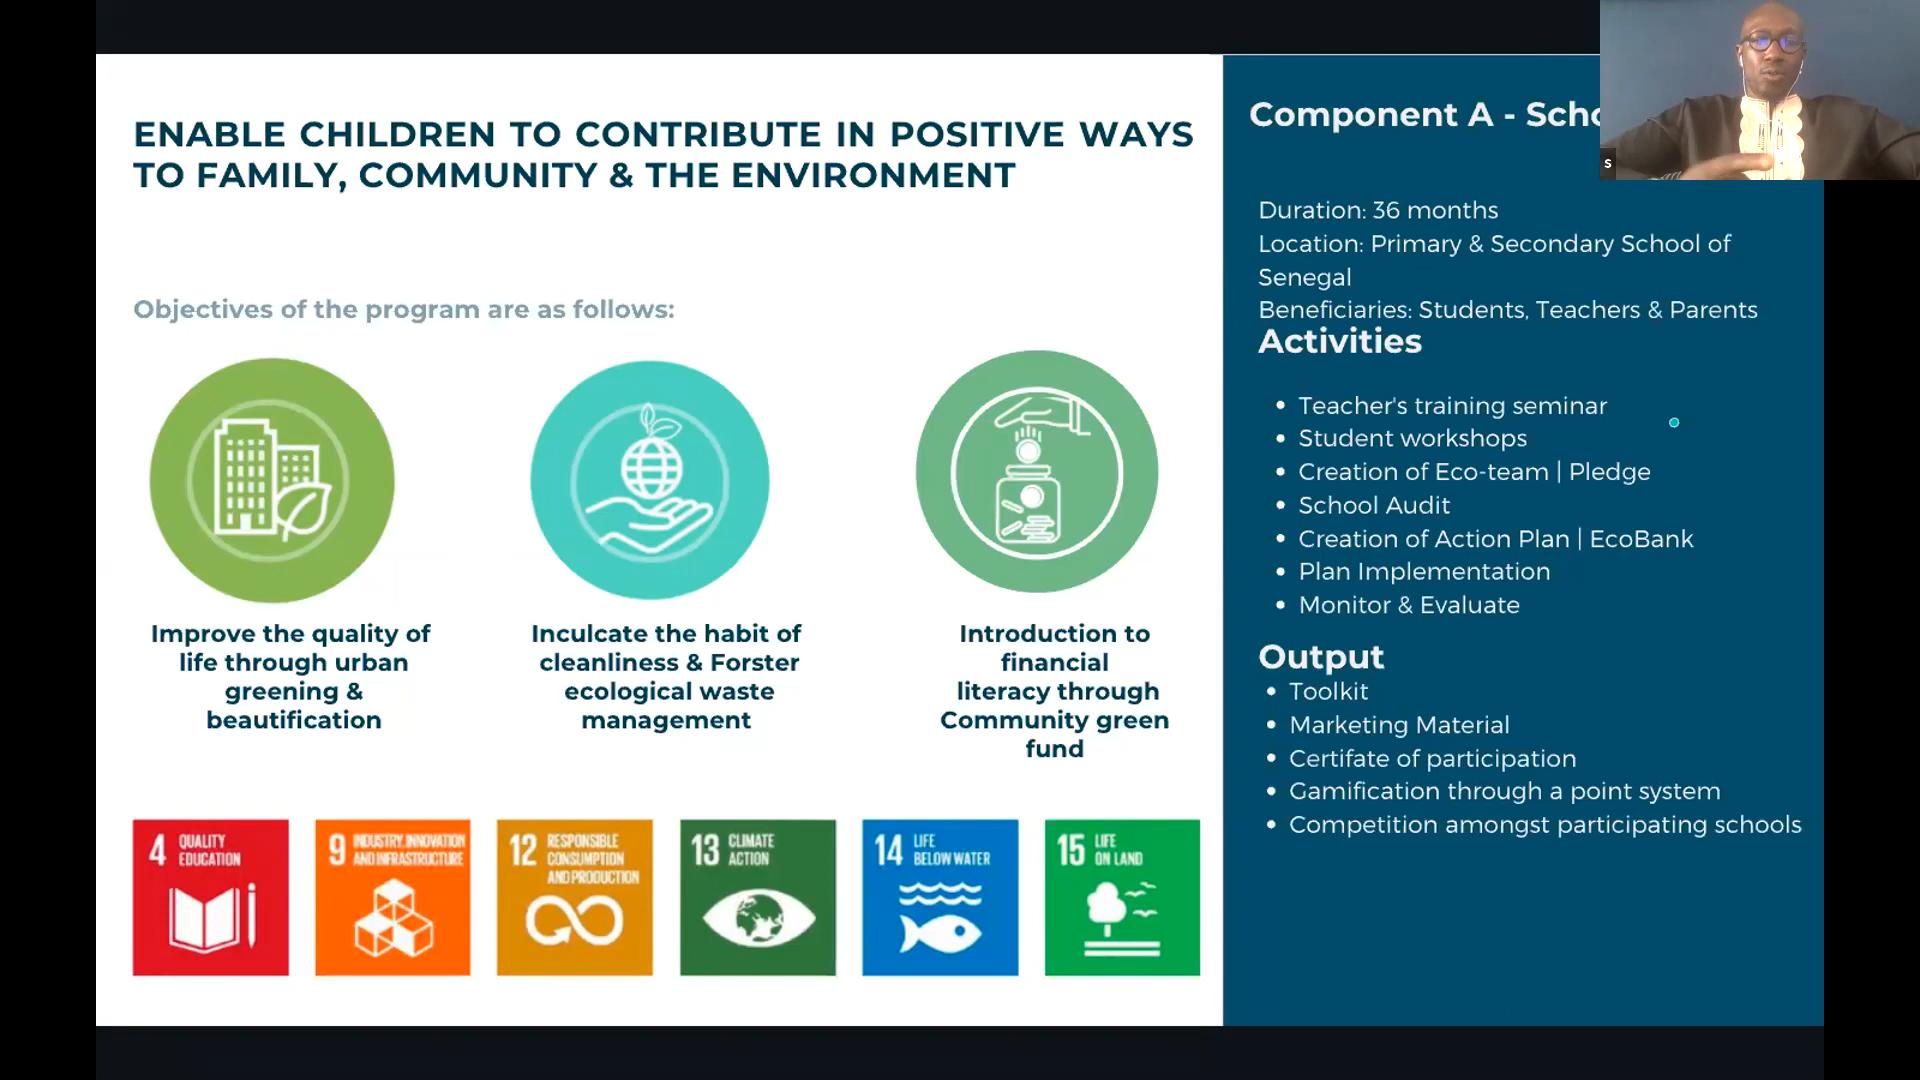 ENABLE CHILDREN TO CONTRIBUTE IN POSITIVE WAYS
TO FAMILY, COMMUNITY & THE ENVIRONMENT
Objectives of the program are as follows:
Improve the quality of
life through urban
greening &
beautification
Inculcate the habit of
cleanliness & Forster
ecological waste
management
Introduction to
financial
literacy through
Community green
fund
4 QUALITY
EDUCATION
9 INDUSTRY, INNOVATION
AND INFRASTRUCTURE
12 RESPONSIBLE
CONSUMPTION
AND PRODUCTION
13 CLIMATE
ACTION
14 LIFE
BELOW WATER
15 LIFE
ON LAND
Component A - Scho
S
Duration: 36 months
Location: Primary & Secondary School of
Senegal
Beneficiaries: Students, Teachers & Parents
Activities
• Teacher's training seminar
• Student workshops
• Creation of Eco-team | Pledge
• School Audit
• Creation of Action Plan | EcoBank
• Plan Implementation
• Monitor & Evaluate
Output
• Toolkit
• Marketing Material
• Certifate of participation
• Gamification through a point system
• Competition amongst participating schools